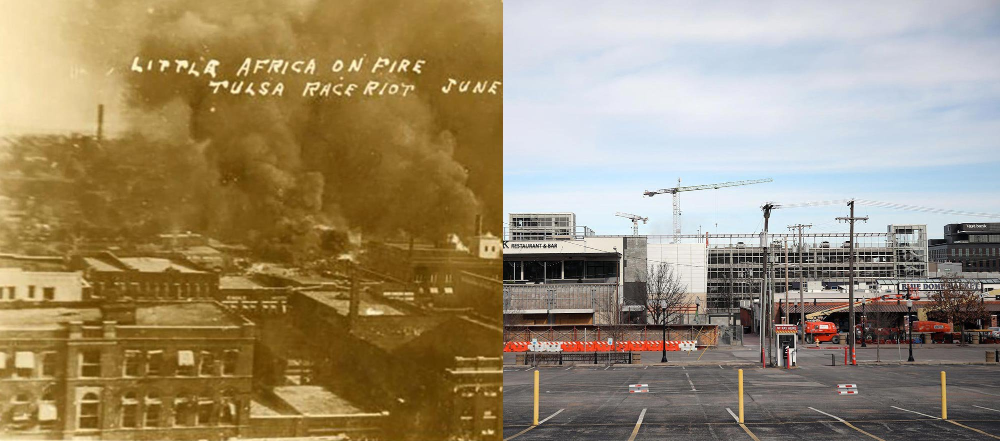 LITTLE AFRICA ON FIRE
TULSA RACE RIOT JUNE
K RESTAURANT & BAR
Vast.bank
BLUE DOME MARKET
PAY HERE